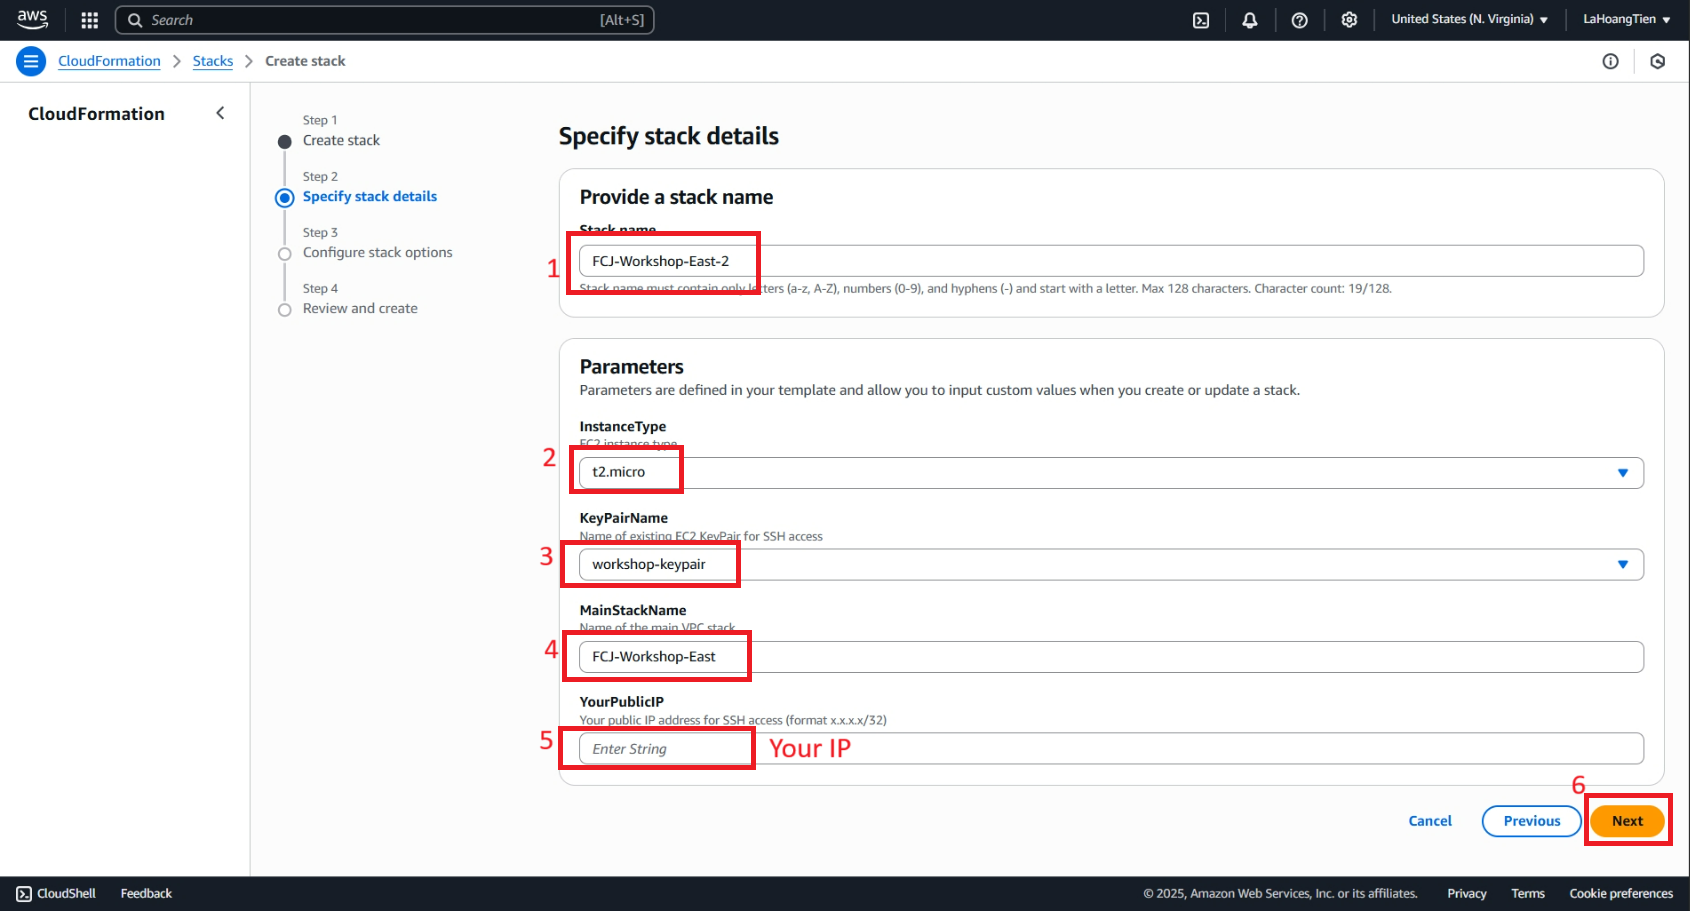 aws
Search [Alt+S]
United States (N. Virginia)
LaHoangTien
CloudFormation
Stacks
Create stack
CloudFormation
Step 1
Create stack
Step 2
Specify stack details
Step 3
Configure stack options
Step 4
Review and create
Specify stack details
Provide a stack name
Stack name
1
FCJ-Workshop-East-2
Stack name must contain only letters (a-z, A-Z), numbers (0-9), and hyphens (-) and start with a letter. Max 128 characters. Character count: 19/128.
Parameters
Parameters are defined in your template and allow you to input custom values when you create or update a stack.
InstanceType
EC2 instance type
2
t2.micro
KeyPairName
Name of existing EC2 KeyPair for SSH access
3
workshop-keypair
MainStackName
Name of the main VPC stack
4
FCJ-Workshop-East
YourPublicIP
Your public IP address for SSH access (format x.x.x.x/32)
5
Enter String
Your IP
6
Cancel
Previous
Next
CloudShell
Feedback
© 2025, Amazon Web Services, Inc. or its affiliates.
Privacy
Terms
Cookie preferences